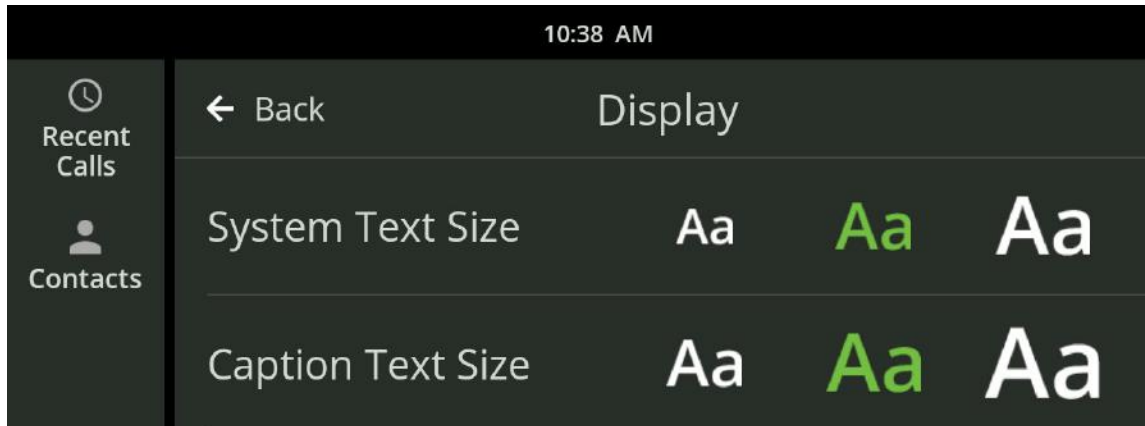 10:38 AM
Recent
Calls
Contacts
← Back
Display
System Text Size
Aa
Aa
Aa
Caption Text Size
Aa
Aa
Aa